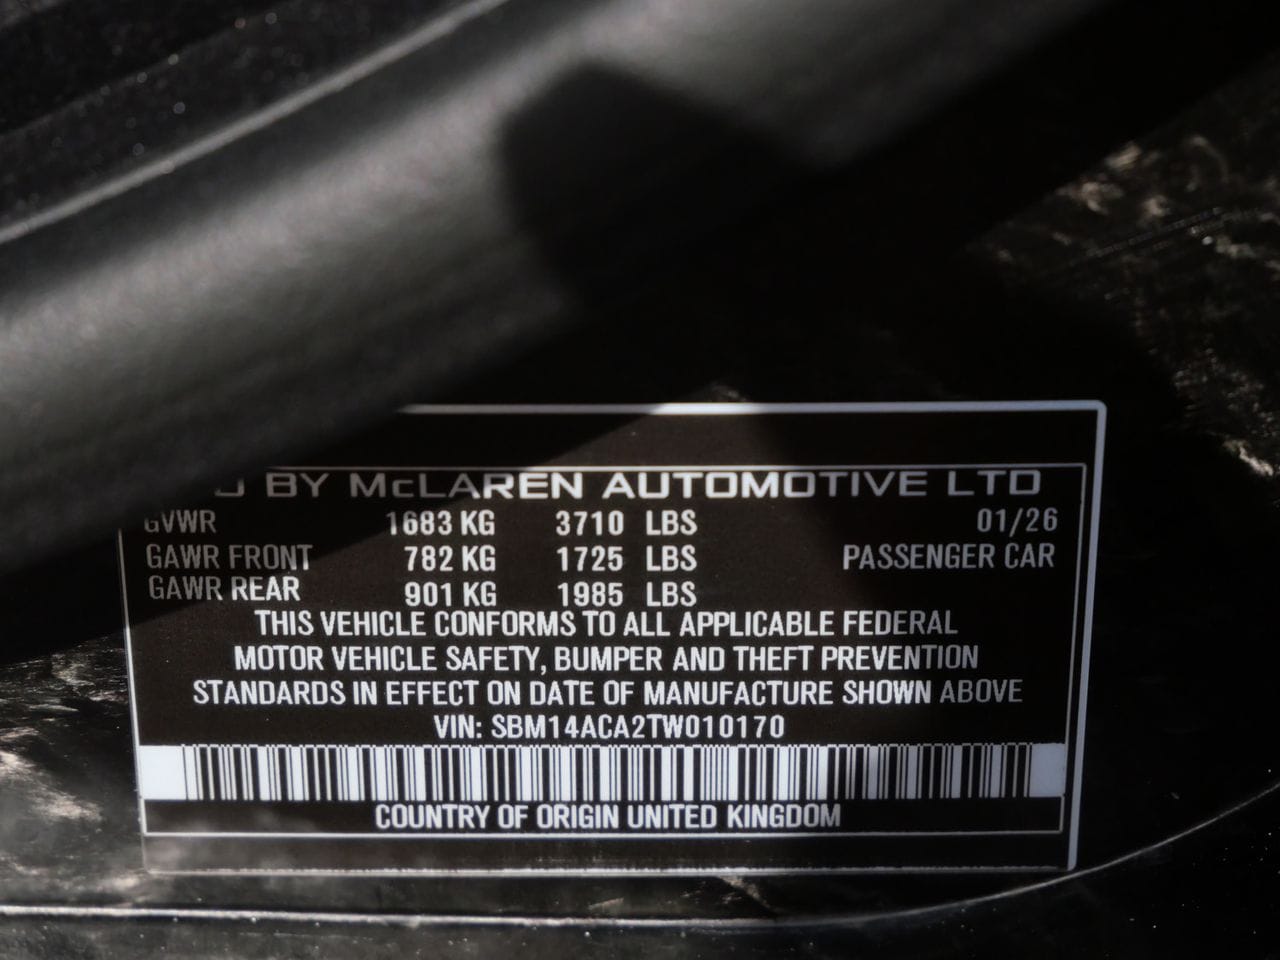 BY McLAREN AUTOMOTIVE LTD
GVWR 1683 KG 3710 LBS 01/26
GAWR FRONT 782 KG 1725 LBS PASSENGER CAR
GAWR REAR 901 KG 1985 LBS
THIS VEHICLE CONFORMS TO ALL APPLICABLE FEDERAL
MOTOR VEHICLE SAFETY, BUMPER AND THEFT PREVENTION
STANDARDS IN EFFECT ON DATE OF MANUFACTURE SHOWN ABOVE
VIN: SBM14ACA2TW010170
COUNTRY OF ORIGIN UNITED KINGDOM